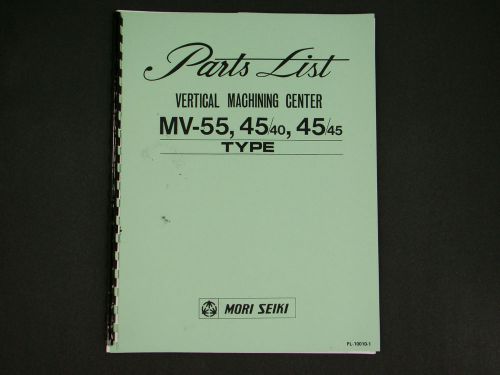 Parts List
VERTICAL MACHINING CENTER
MV-55, 45/40, 45/45
TYPE
MORI SEIKI
PL-10010-1